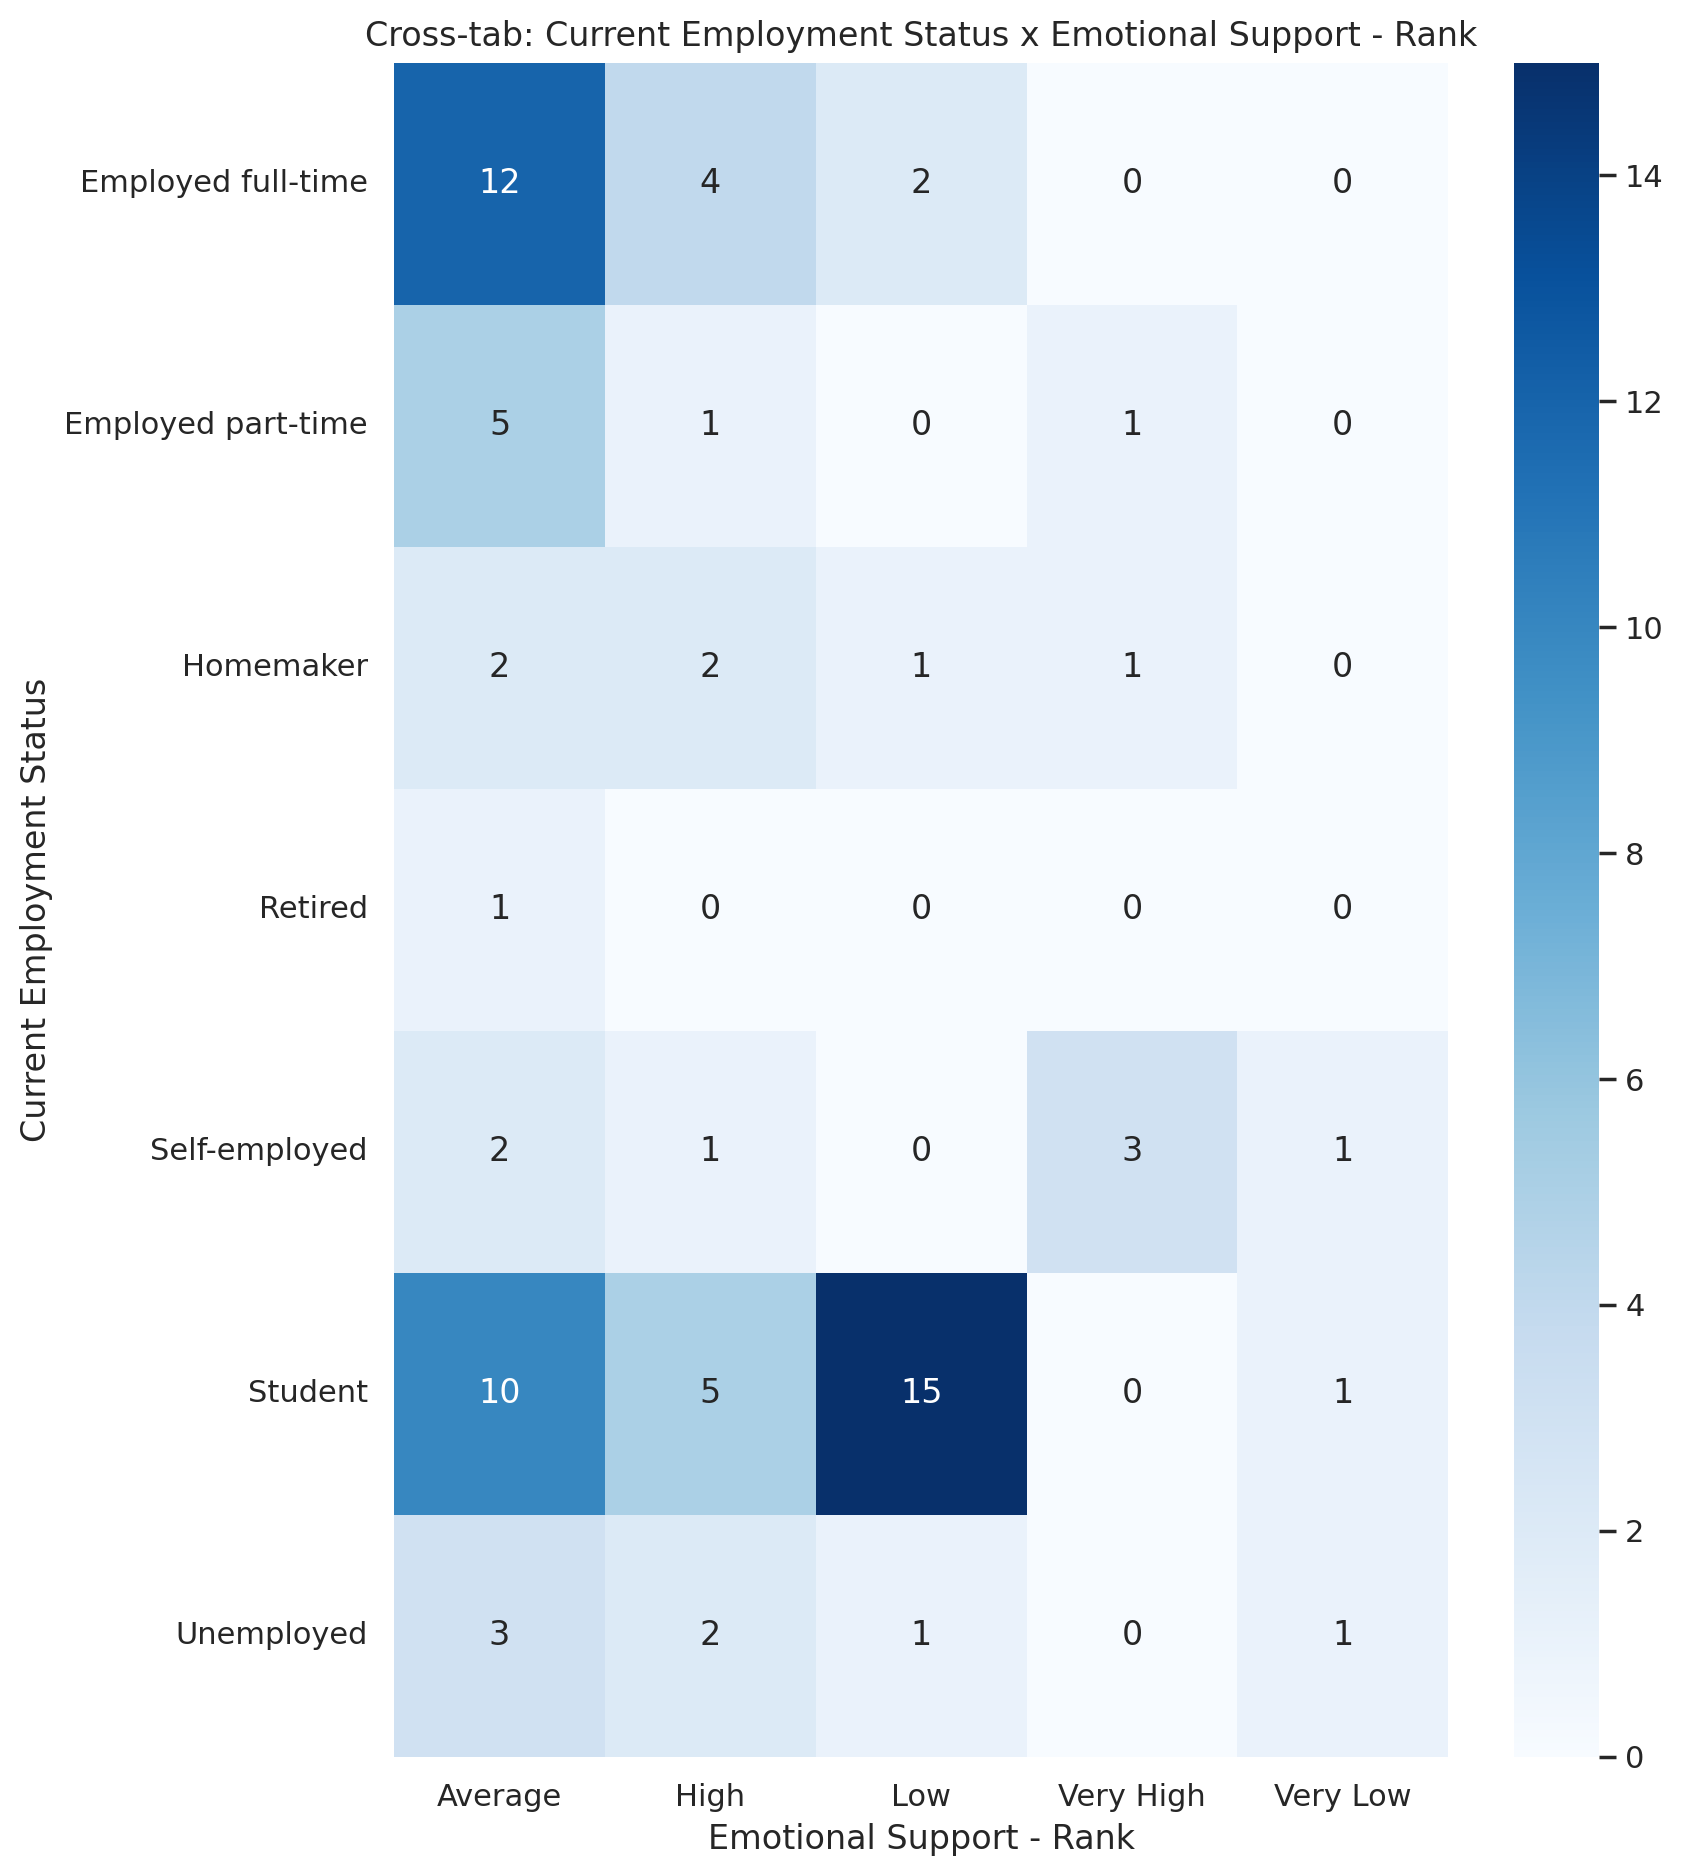 Cross-tab: Current Employment Status x Emotional Support - Rank
Employed full-time 12 4 2 0 0
Employed part-time 5 1 0 1 0
Homemaker 2 2 1 1 0
Retired 1 0 0 0 0
Self-employed 2 1 0 3 1
Student 10 5 15 0 1
Unemployed 3 2 1 0 1
Average High Low Very High Very Low
Emotional Support - Rank
Current Employment Status
14
12
10
8
6
4
2
0